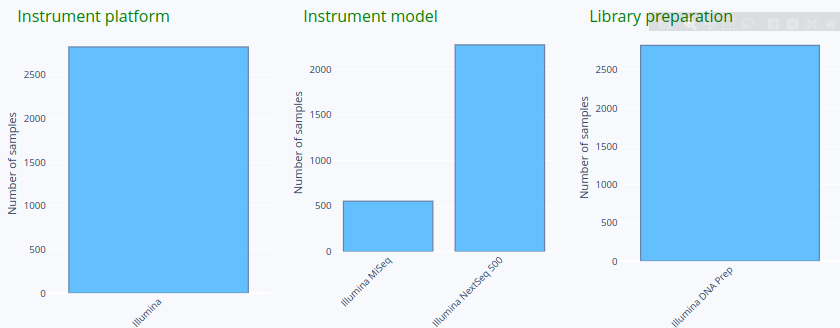 Instrument platform
Number of samples
2500
2000
1500
1000
500
0
Illumina
Instrument model
Number of samples
2000
1500
1000
500
0
Illumina MiSeq
Illumina NextSeq 500
Library preparation
Number of samples
2500
2000
1500
1000
500
0
Illumina DNA Prep